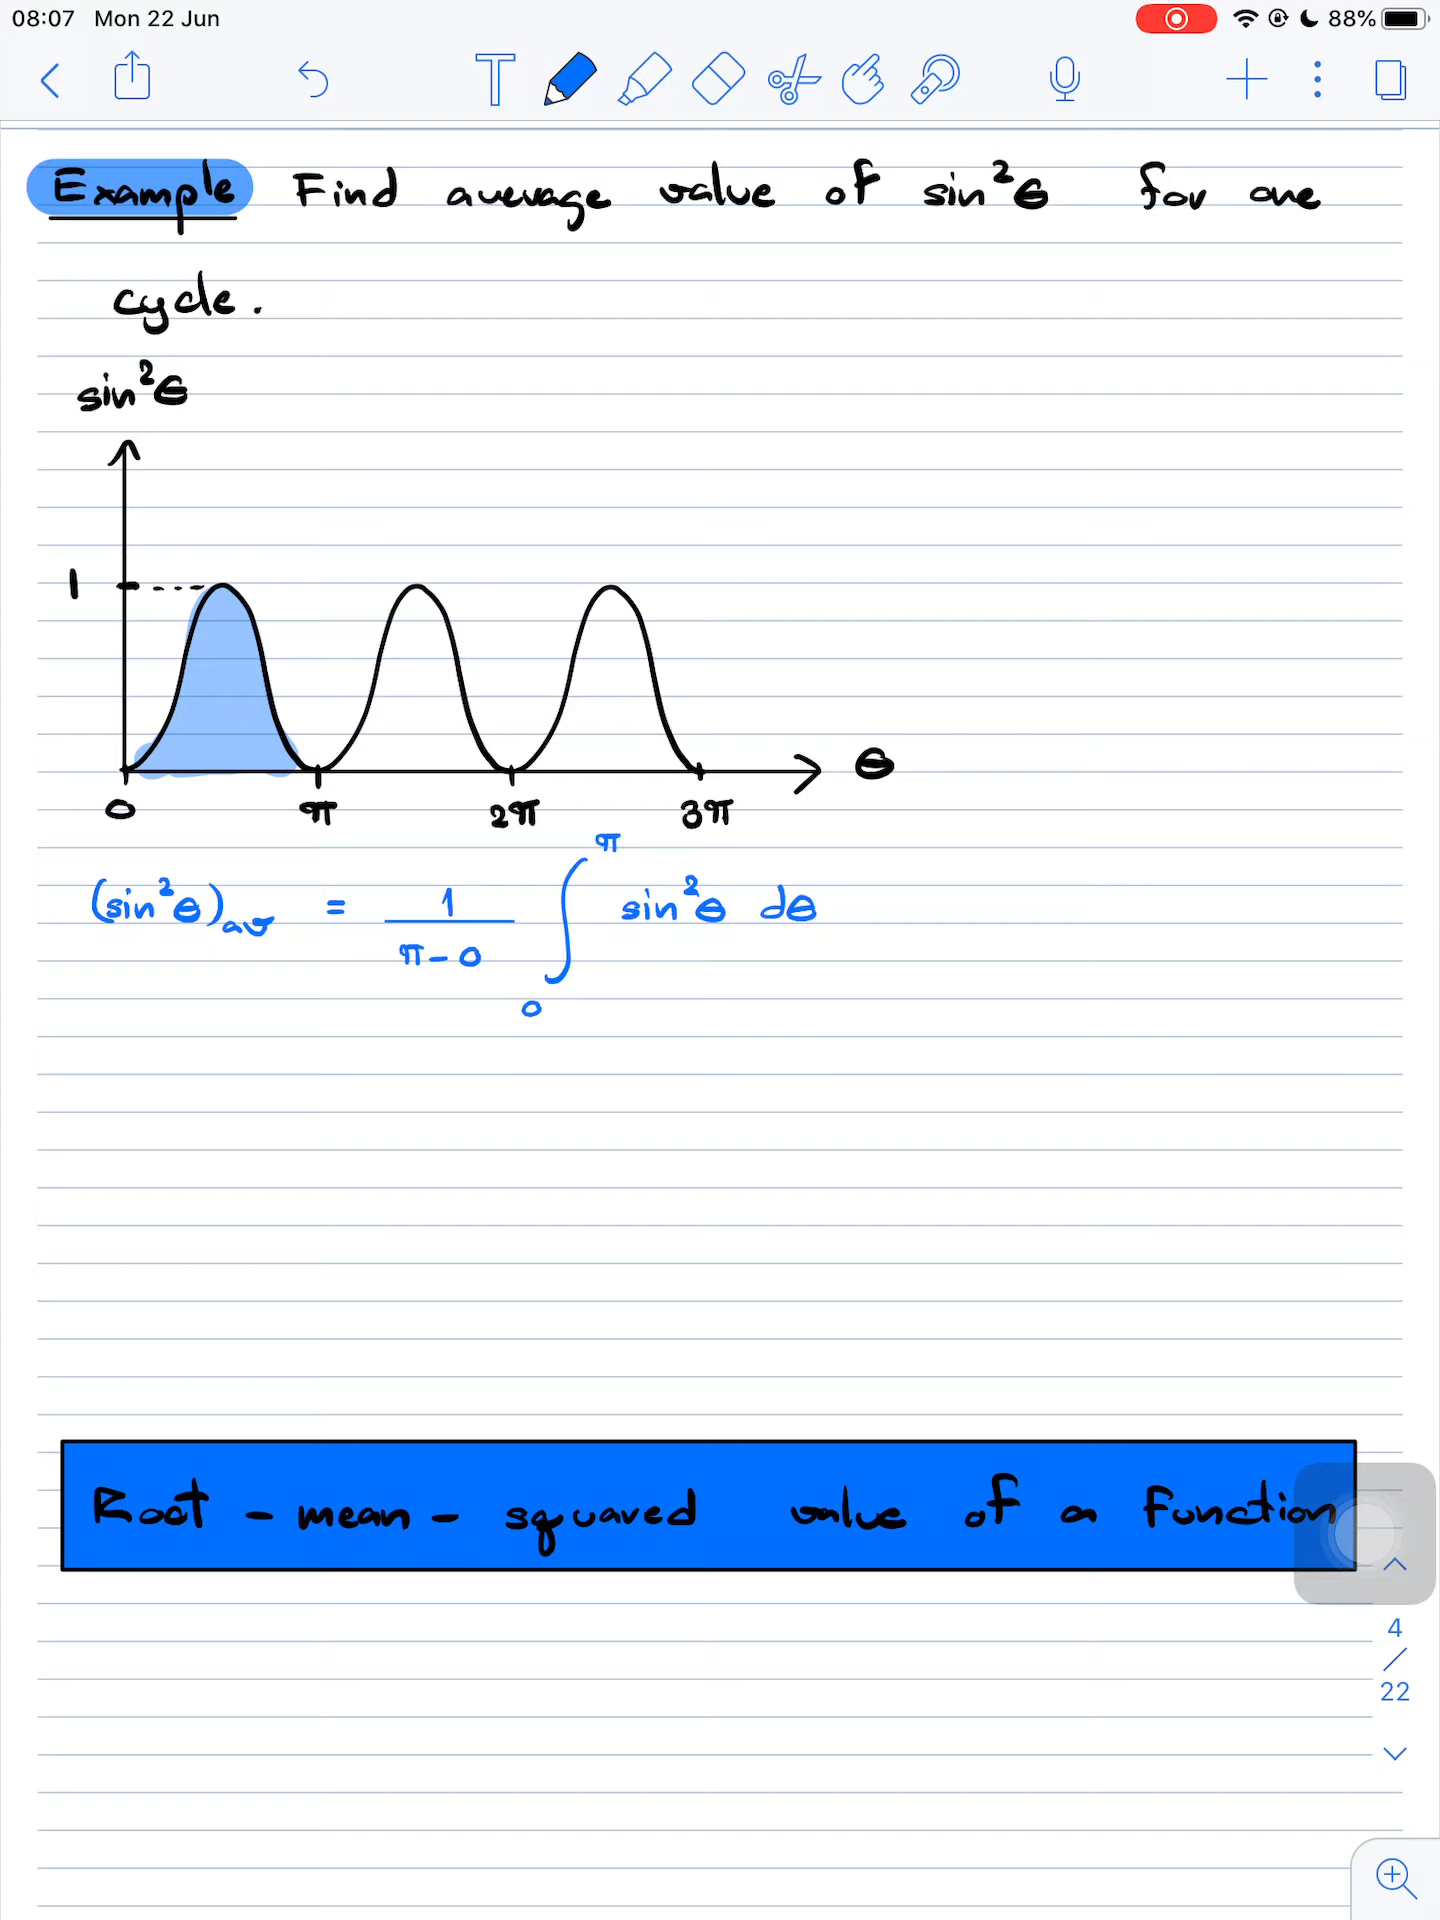 08:07 Mon 22 Jun 88%
T
Example Find average value of sin²θ for one
cycle.
sin²θ
1
θ
0 π 2π 3π
π
(sin²θ)av = 1 ∫ sin²θ dθ
π - 0
0
Root - mean - squared value of a function
4
/
22